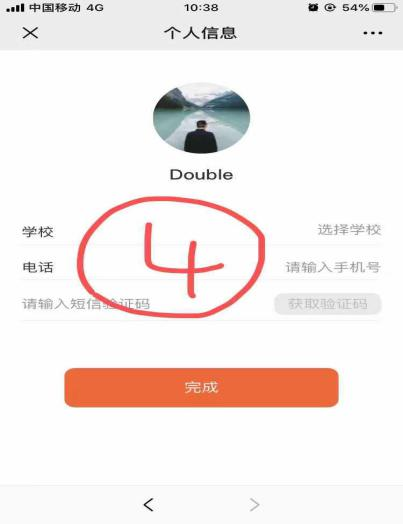 中国移动 4G 10:38 54%
个人信息
Double
学校 选择学校
4
电话 请输入手机号
请输入短信验证码 获取验证码
完成